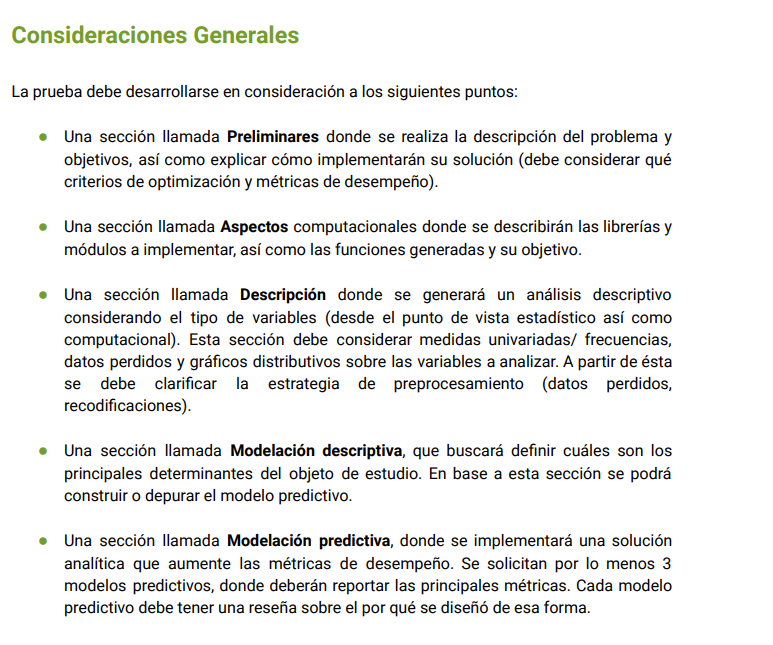 Consideraciones Generales
La prueba debe desarrollarse en consideración a los siguientes puntos:
● Una sección llamada Preliminares donde se realiza la descripción del problema y
objetivos, así como explicar cómo implementarán su solución (debe considerar qué
criterios de optimización y métricas de desempeño).
● Una sección llamada Aspectos computacionales donde se describirán las librerías y
módulos a implementar, así como las funciones generadas y su objetivo.
● Una sección llamada Descripción donde se generará un análisis descriptivo
considerando el tipo de variables (desde el punto de vista estadístico así como
computacional). Esta sección debe considerar medidas univariadas/ frecuencias,
datos perdidos y gráficos distributivos sobre las variables a analizar. A partir de ésta
se debe clarificar la estrategia de preprocesamiento (datos perdidos,
recodificaciones).
● Una sección llamada Modelación descriptiva, que buscará definir cuáles son los
principales determinantes del objeto de estudio. En base a esta sección se podrá
construir o depurar el modelo predictivo.
● Una sección llamada Modelación predictiva, donde se implementará una solución
analítica que aumente las métricas de desempeño. Se solicitan por lo menos 3
modelos predictivos, donde deberán reportar las principales métricas. Cada modelo
predictivo debe tener una reseña sobre el por qué se diseñó de esa forma.